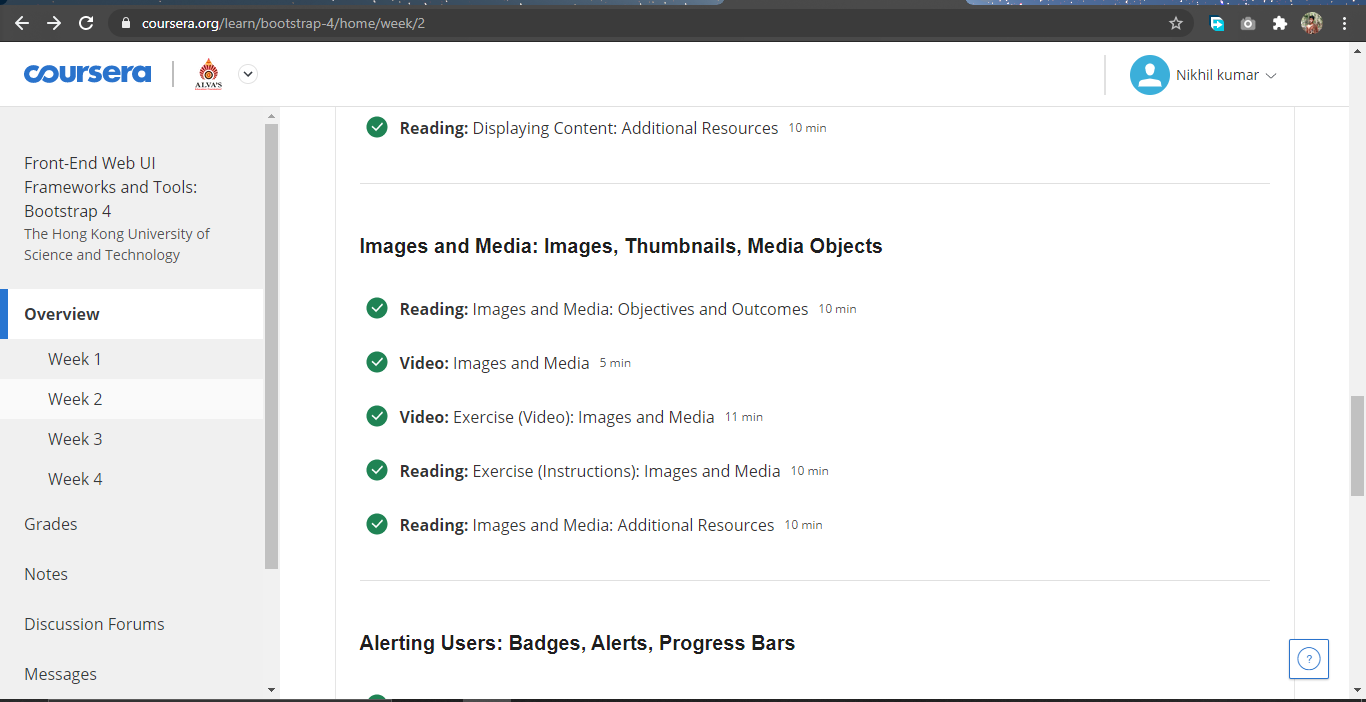 coursera.org/learn/bootstrap-4/home/week/2
coursera
ALVA'S
Nikhil kumar
Front-End Web UI
Frameworks and Tools:
Bootstrap 4
The Hong Kong University of
Science and Technology
Overview
Week 1
Week 2
Week 3
Week 4
Grades
Notes
Discussion Forums
Messages
Reading: Displaying Content: Additional Resources 10 min
Images and Media: Images, Thumbnails, Media Objects
Reading: Images and Media: Objectives and Outcomes 10 min
Video: Images and Media 5 min
Video: Exercise (Video): Images and Media 11 min
Reading: Exercise (Instructions): Images and Media 10 min
Reading: Images and Media: Additional Resources 10 min
Alerting Users: Badges, Alerts, Progress Bars
?